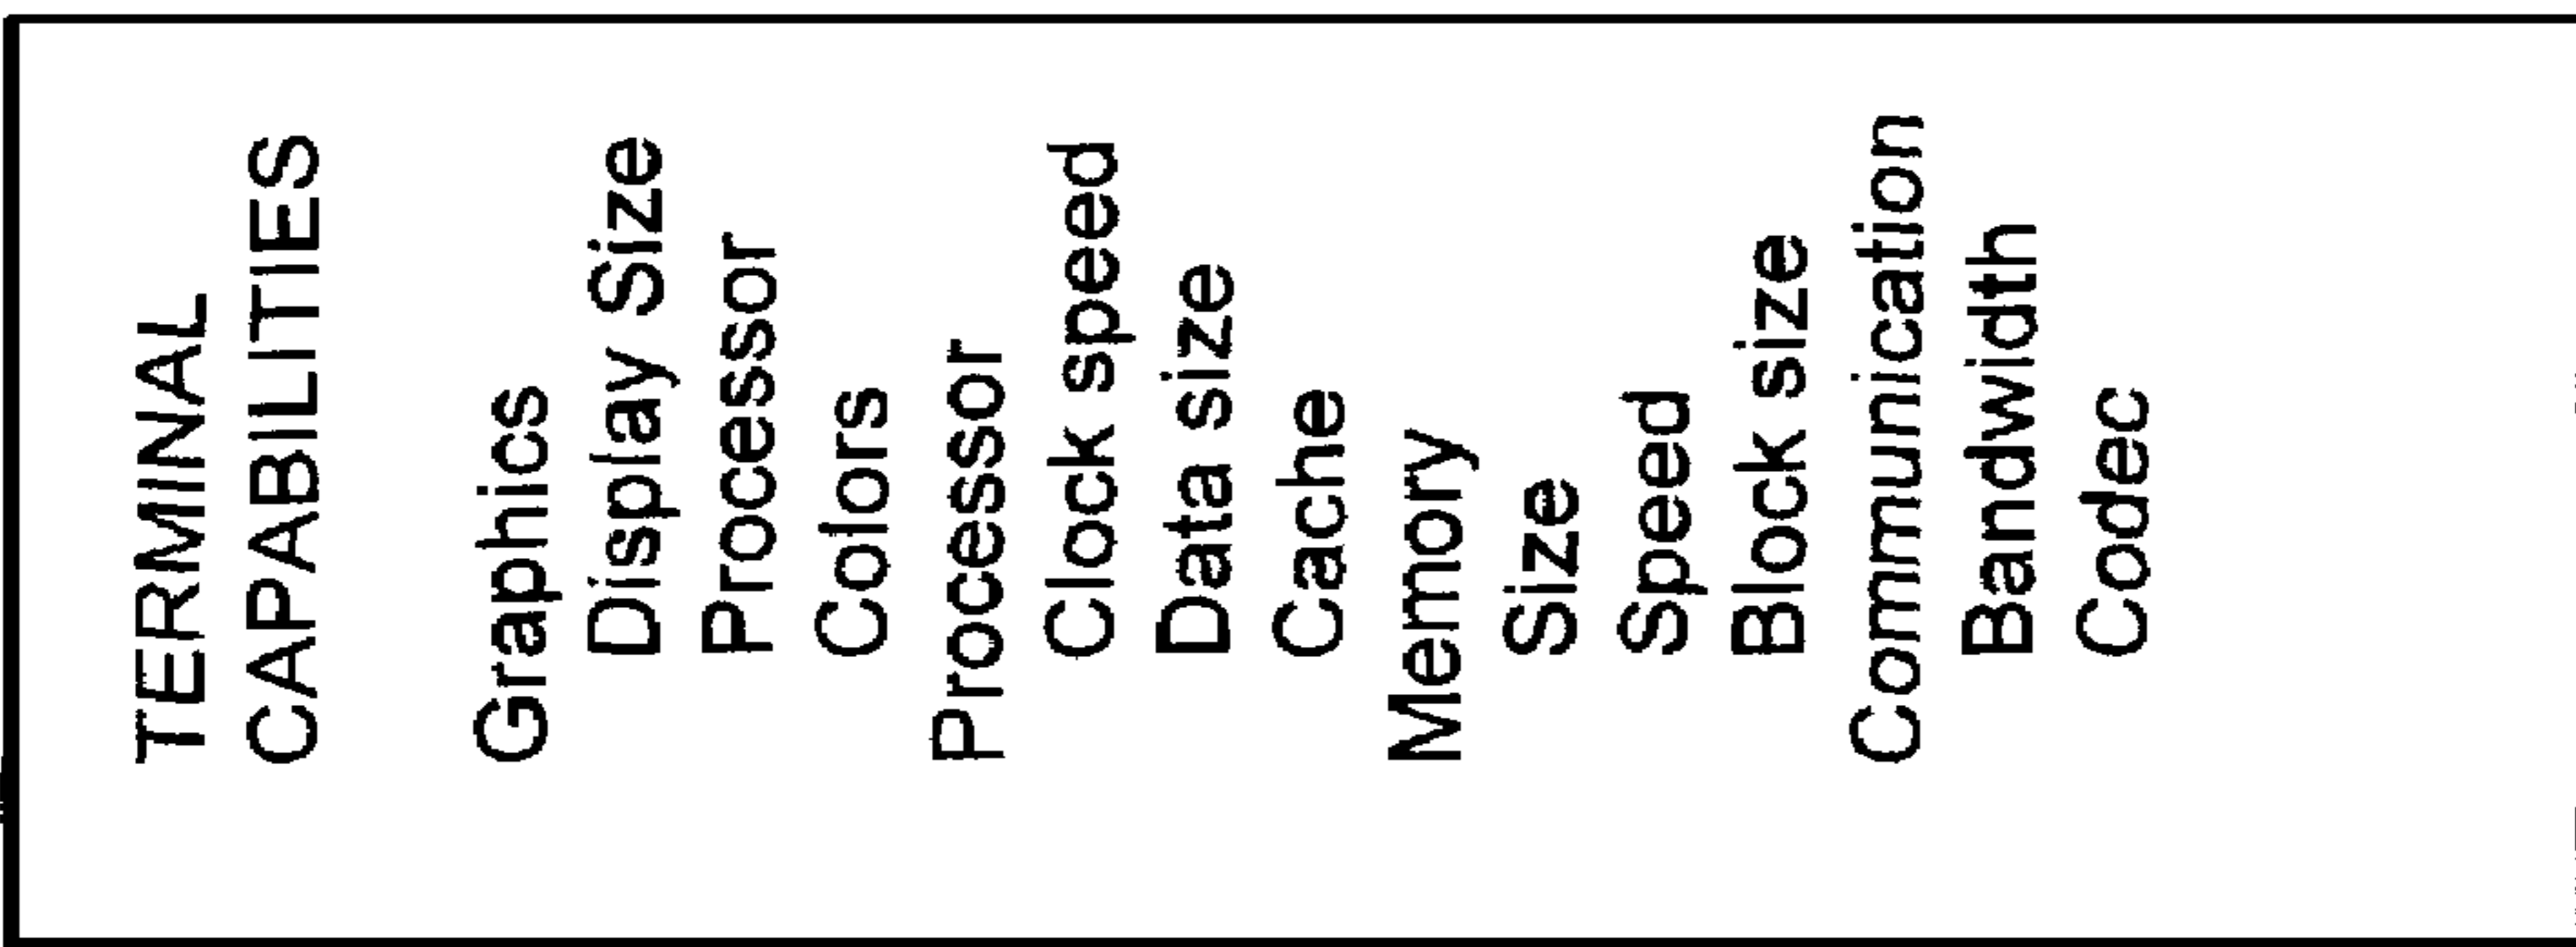 TERMINAL
CAPABILITIES
Graphics
Display Size
Processor
Colors
Processor
Clock speed
Data size
Cache
Memory
Size
Speed
Block size
Communication
Bandwidth
Codec